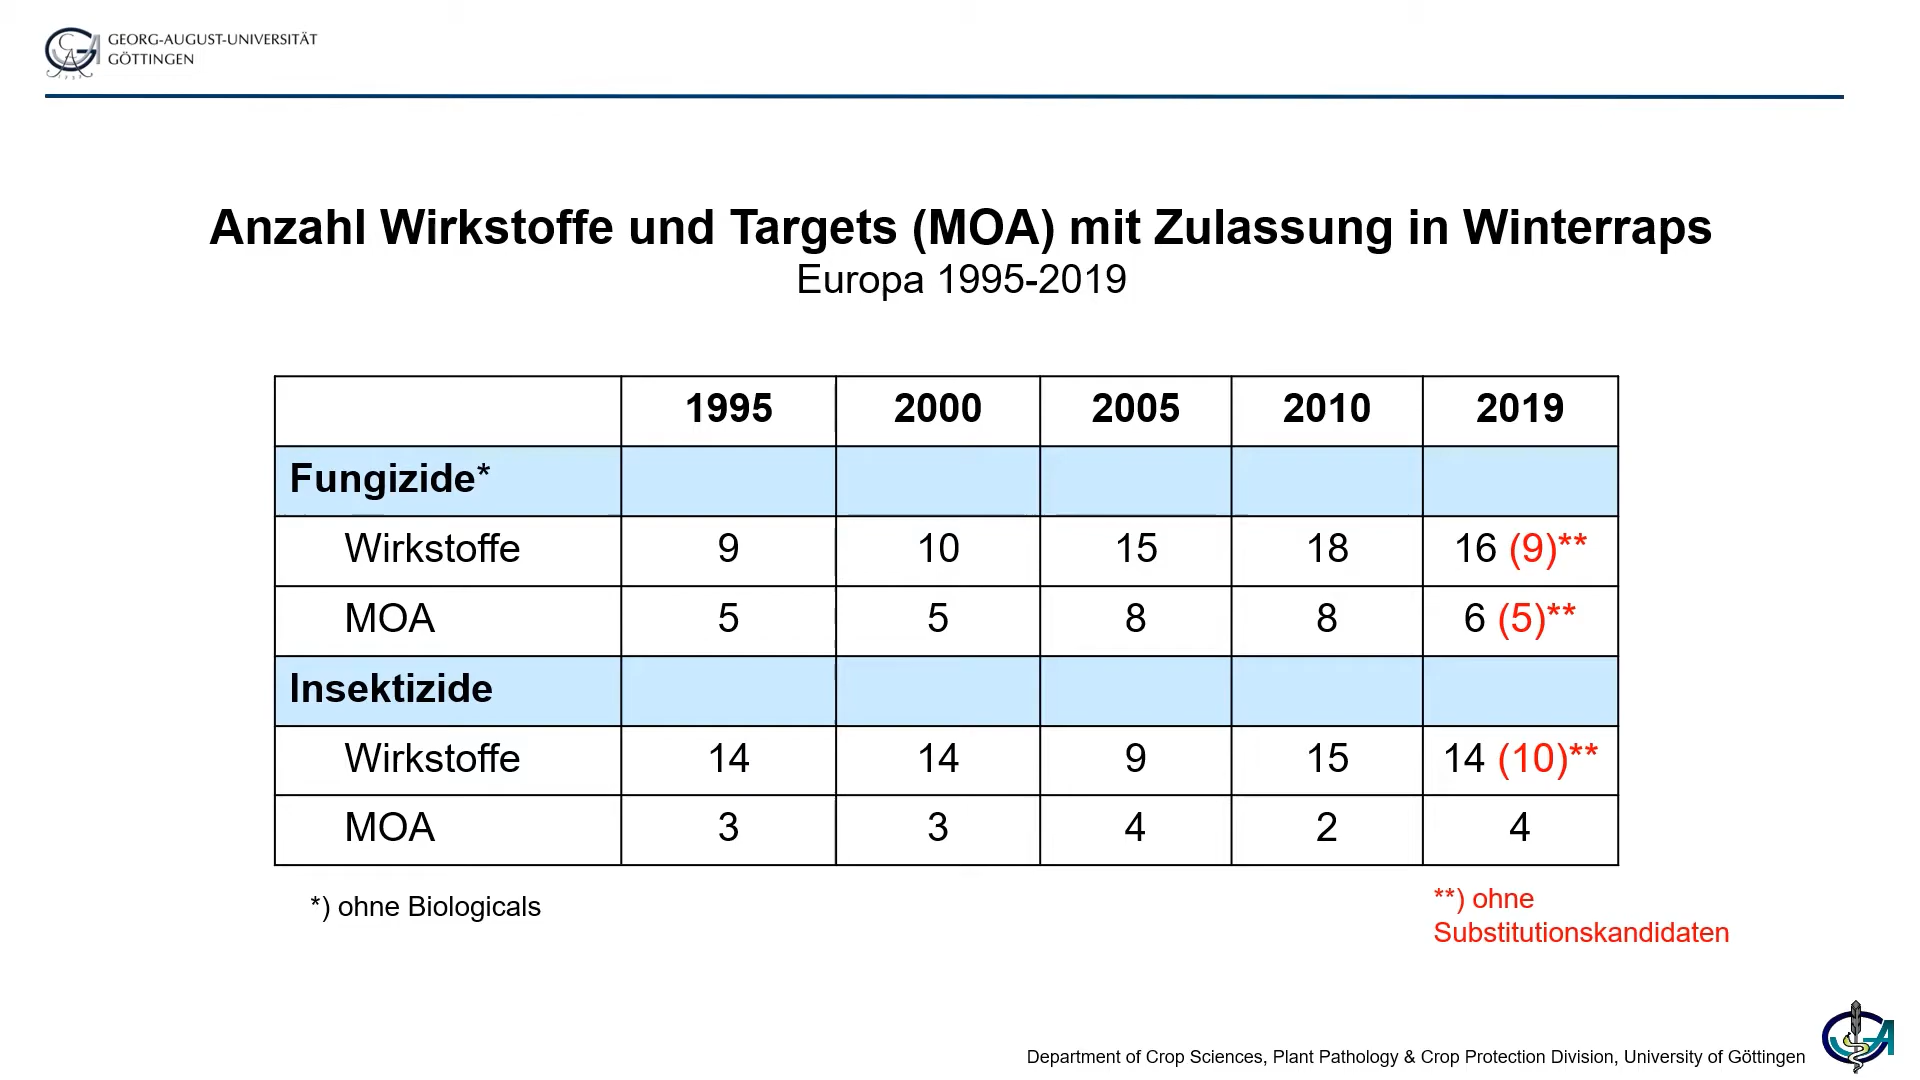 GEORG-AUGUST-UNIVERSITÄT
GÖTTINGEN
Anzahl Wirkstoffe und Targets (MOA) mit Zulassung in Winterraps
Europa 1995-2019
1995 2000 2005 2010 2019
Fungizide*
Wirkstoffe 9 10 15 18 16 (9)**
MOA 5 5 8 8 6 (5)**
Insektizide
Wirkstoffe 14 14 9 15 14 (10)**
MOA 3 3 4 2 4
*) ohne Biologicals
**) ohne
Substitutionskandidaten
Department of Crop Sciences, Plant Pathology & Crop Protection Division, University of Göttingen